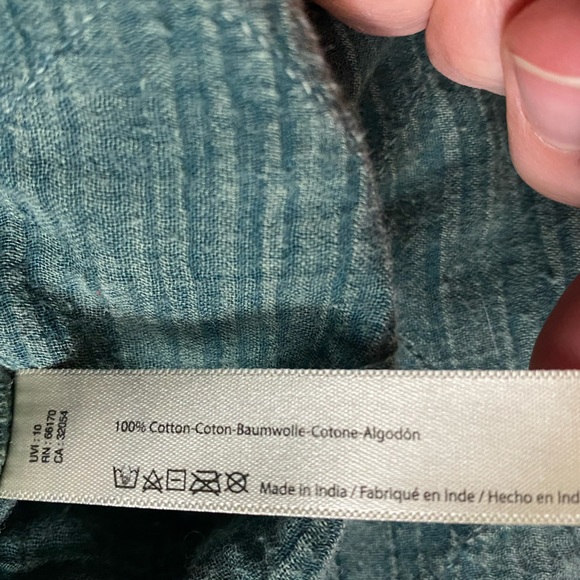 UVI : 10
RN : 66170
CA : 32054
100% Cotton-Coton-Baumwolle-Cotone-Algodón
Made in India / Fabriqué en Inde / Hecho en Ind